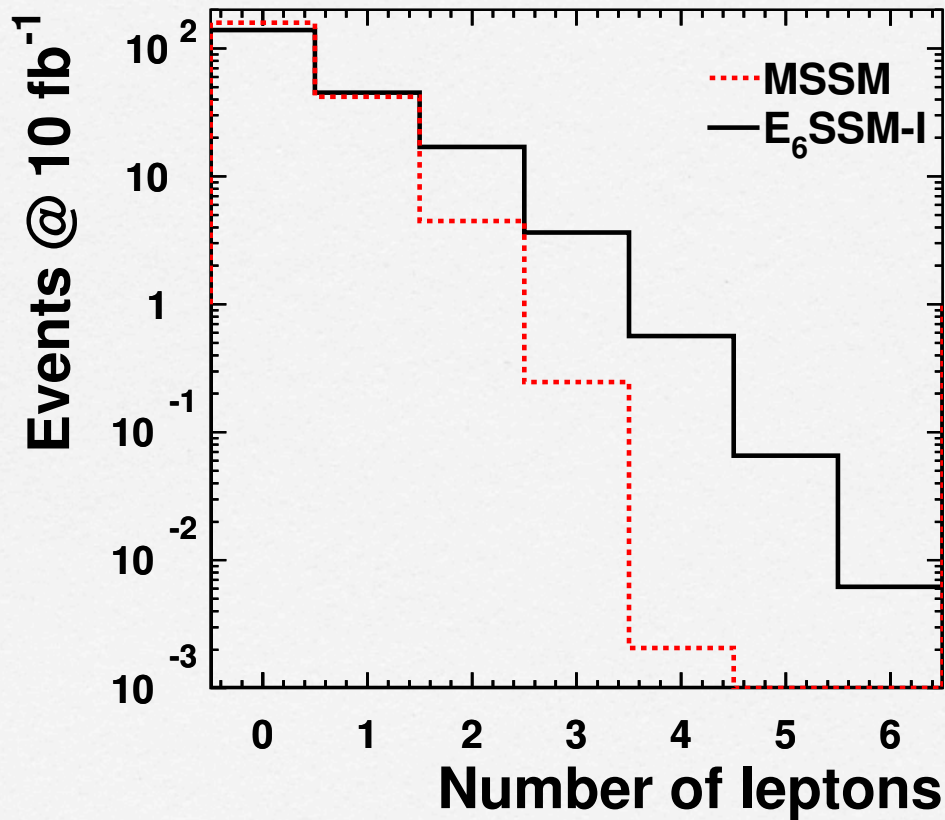 Events @ 10 fb⁻¹
10 ²
10
1
10 ⁻¹
10 ⁻²
10 ⁻³
MSSM
E₆SSM-I
0 1 2 3 4 5 6
Number of leptons